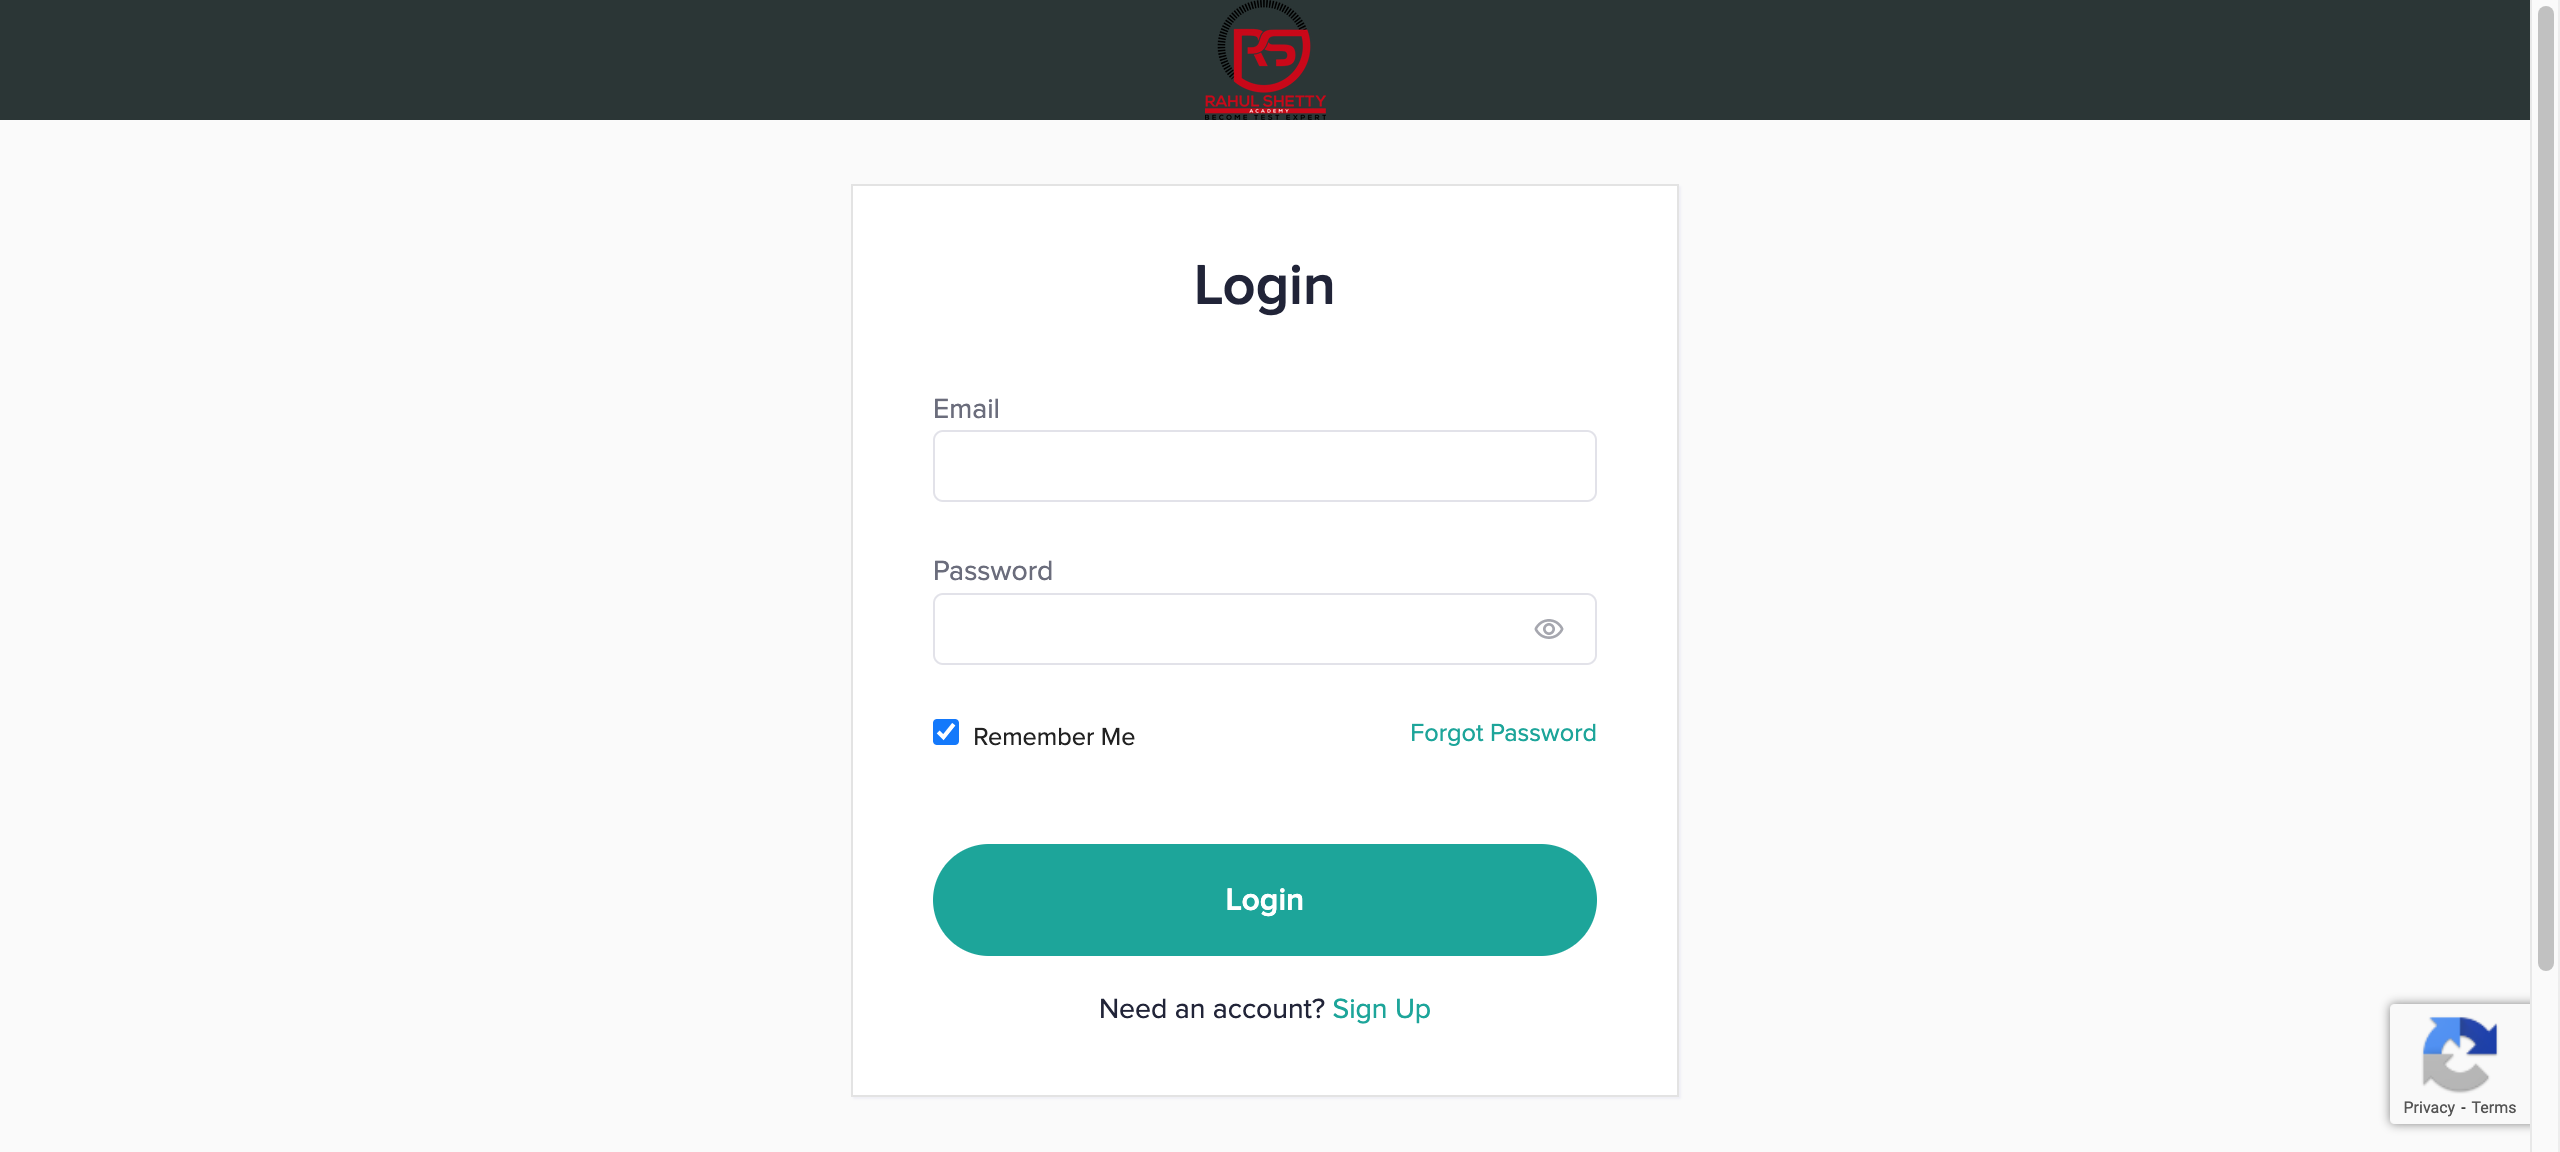 RS
RAHUL SHETTY
ACADEMY
BECOME TEST EXPERT
Login
Email
Password
Remember Me
Forgot Password
Login
Need an account? Sign Up
Privacy - Terms